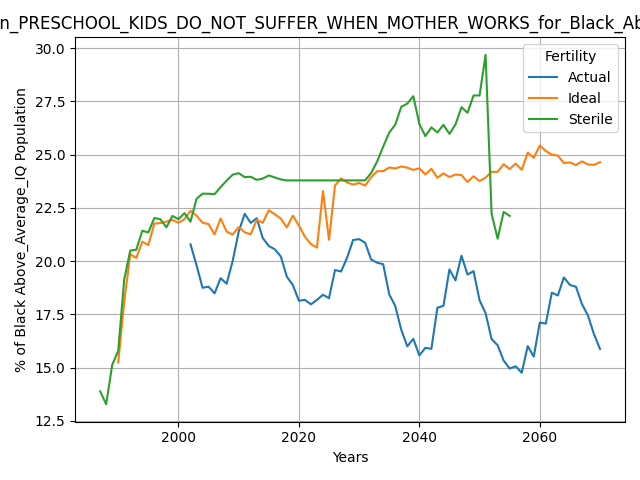 n_PRESCHOOL_KIDS_DO_NOT_SUFFER_WHEN_MOTHER_WORKS_for_Black_Ab
30.0
27.5
25.0
22.5
20.0
17.5
15.0
12.5
% of Black Above_Average_IQ Population
Fertility
Actual
Ideal
Sterile
2000
2020
2040
2060
Years